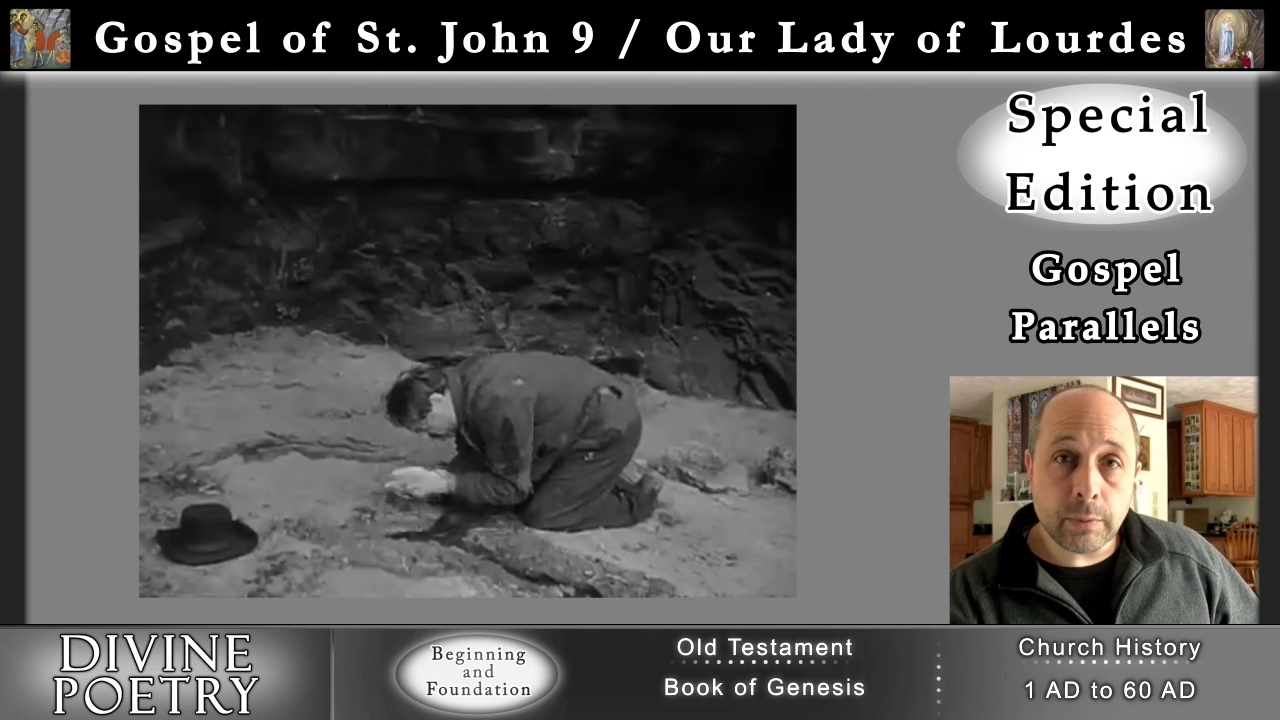 Gospel of St. John 9 / Our Lady of Lourdes
Special
Edition
Gospel
Parallels
DIVINE
POETRY
Beginning
and
Foundation
Old Testament
Book of Genesis
Church History
1 AD to 60 AD